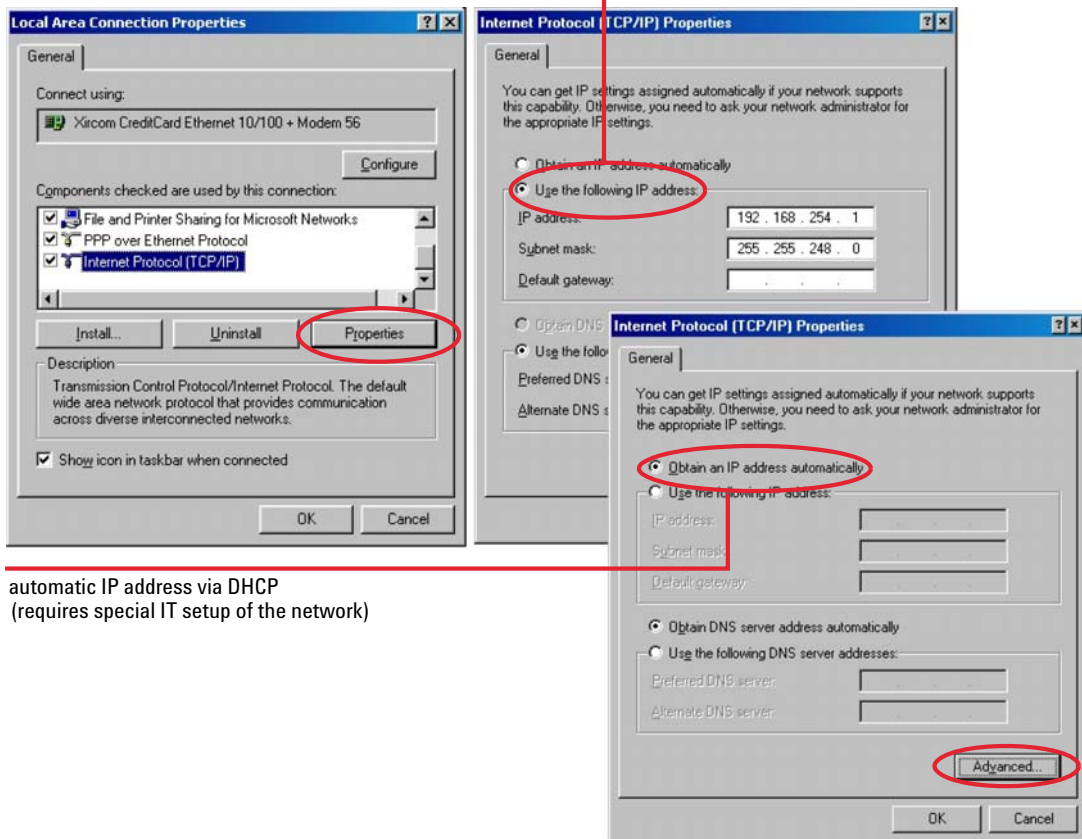 Local Area Connection Properties
General
Connect using:
Xircom CreditCard Ethernet 10/100 + Modem 56
Configure
Components checked are used by this connection:
File and Printer Sharing for Microsoft Networks
PPP over Ethernet Protocol
Internet Protocol (TCP/IP)
Install...
Uninstall
Properties
Description
Transmission Control Protocol/Internet Protocol. The default
wide area network protocol that provides communication
across diverse interconnected networks.
Show icon in taskbar when connected
OK
Cancel
Internet Protocol (TCP/IP) Properties
General
You can get IP settings assigned automatically if your network supports
this capability. Otherwise, you need to ask your network administrator for
the appropriate IP settings.
Obtain an IP address automatically
Use the following IP address:
IP address:
192 . 168 . 254 . 1
Subnet mask:
255 . 255 . 248 . 0
Default gateway:
Obtain DNS
Use the follo
Preferred DNS s
Alternate DNS s
Internet Protocol (TCP/IP) Properties
General
You can get IP settings assigned automatically if your network supports
this capability. Otherwise, you need to ask your network administrator for
the appropriate IP settings.
Obtain an IP address automatically
Use the following IP address:
IP address:
Subnet mask:
Default gateway:
Obtain DNS server address automatically
Use the following DNS server addresses:
Preferred DNS server:
Alternate DNS server:
Advanced...
OK
Cancel
automatic IP address via DHCP
(requires special IT setup of the network)